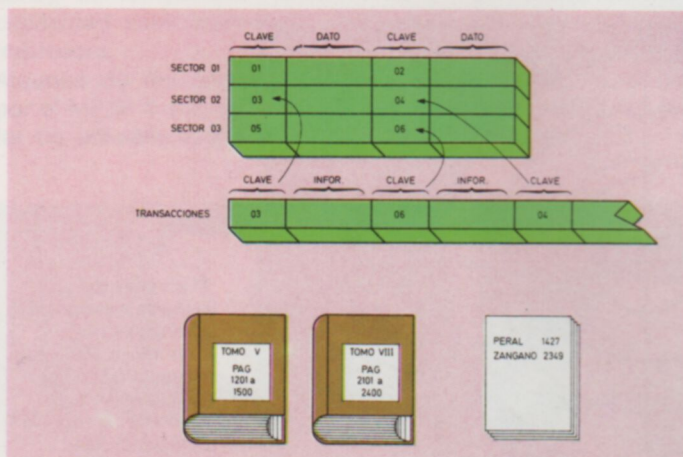 CLAVE DATO CLAVE DATO
SECTOR 01 01 02
SECTOR 02 03 04
SECTOR 03 05 06
CLAVE INFOR. CLAVE INFOR. CLAVE
TRANSACCIONES 03 06 04
TOMO V
PAG
1201 a
1500
TOMO VIII
PAG
2101 a
2400
PERAL 1427
ZANGANO 2349